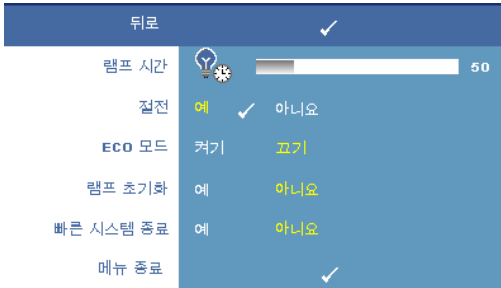 뒤로
램프 시간 50
절전 예 아니요
ECO 모드 켜기 끄기
램프 초기화 예 아니요
빠른 시스템 종료 예 아니요
메뉴 종료